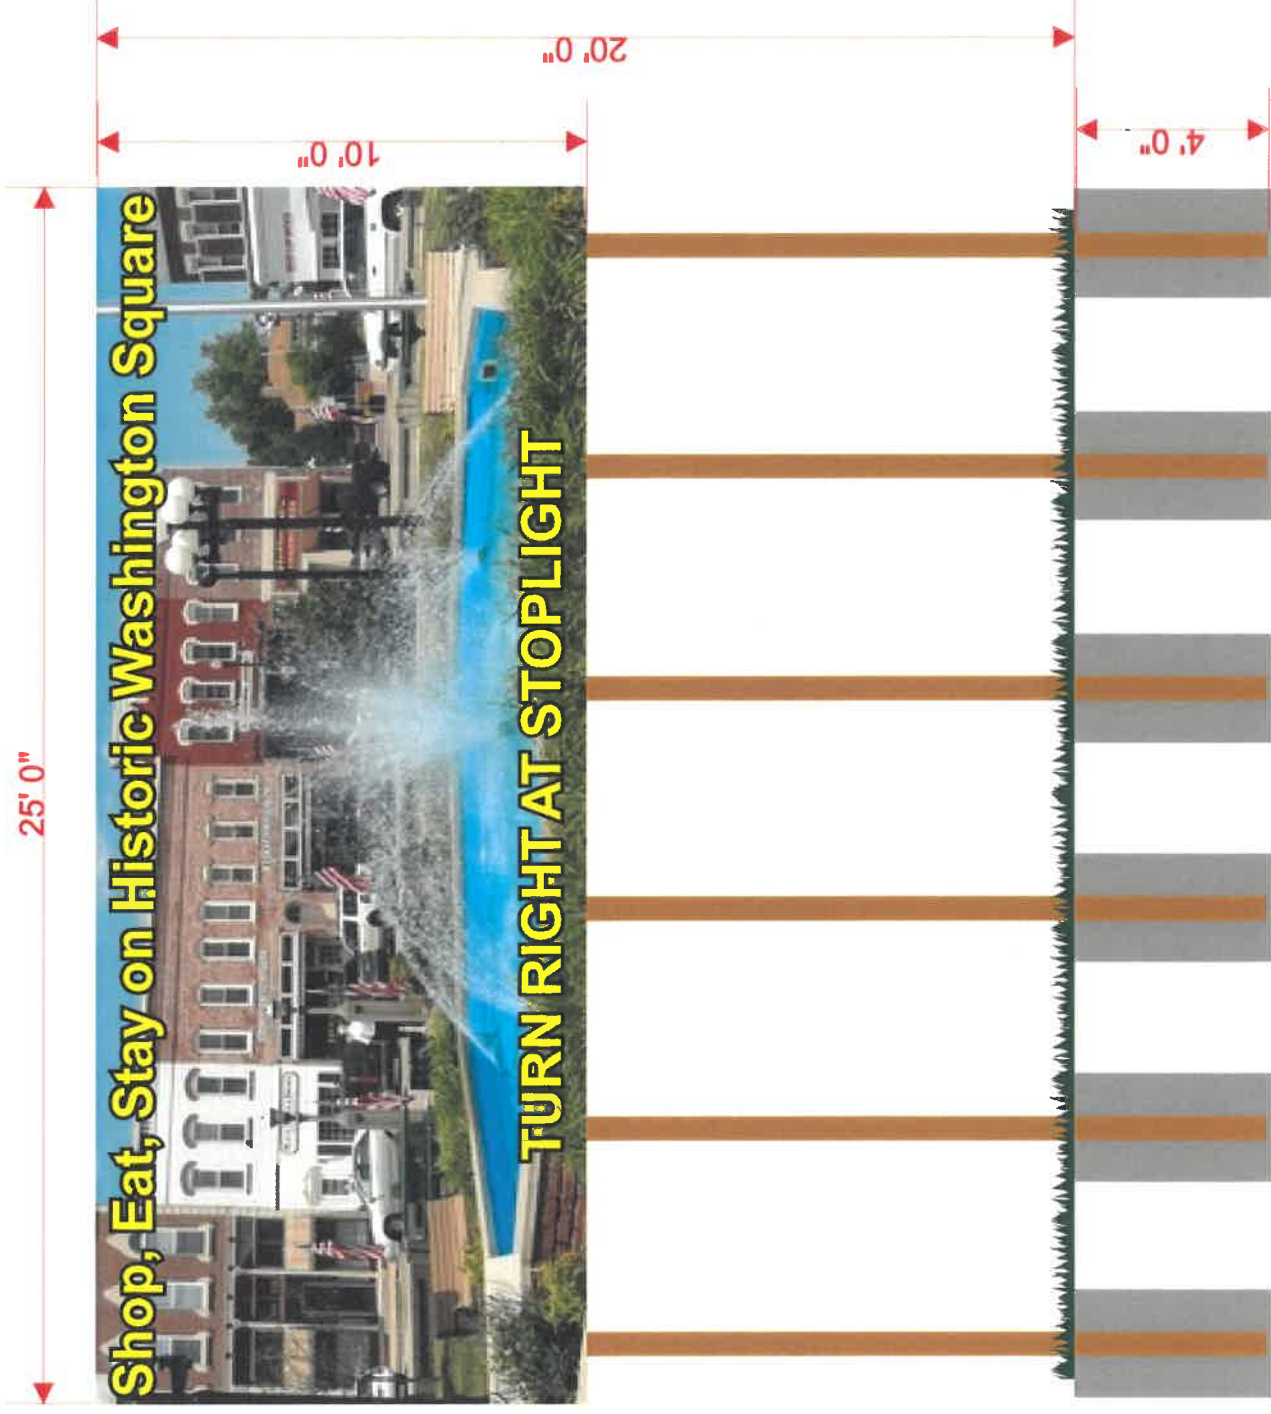 Shop, Eat, Stay on Historic Washington Square
TURN RIGHT AT STOPLIGHT
25' 0"
10' 0"
20' 0"
4' 0"